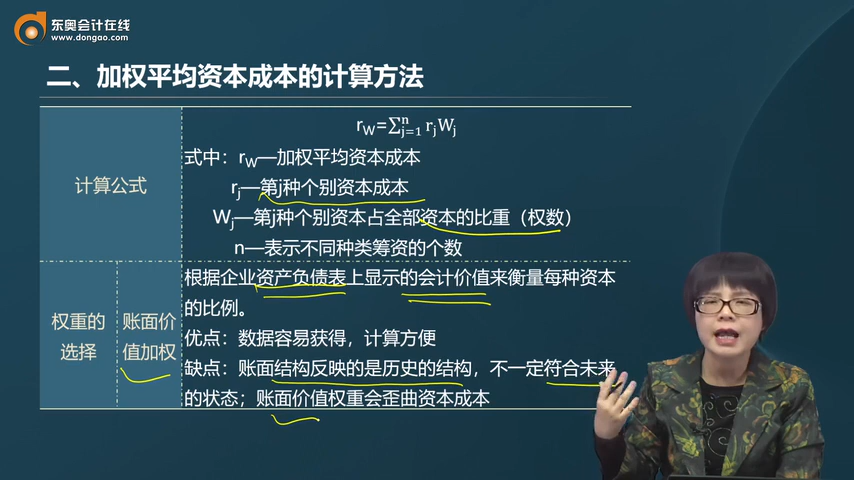 东奥会计在线
www.dongao.com
二、加权平均资本成本的计算方法
计算公式
rW=∑ⁿj=1 rjWj
式中：rW—加权平均资本成本
rj—第j种个别资本成本
Wj—第j种个别资本占全部资本的比重（权数）
n—表示不同种类筹资的个数
权重的
选择
账面价
值加权
根据企业资产负债表上显示的会计价值来衡量每种资本
的比例。
优点：数据容易获得，计算方便
缺点：账面结构反映的是历史的结构，不一定符合未来
的状态；账面价值权重会歪曲资本成本